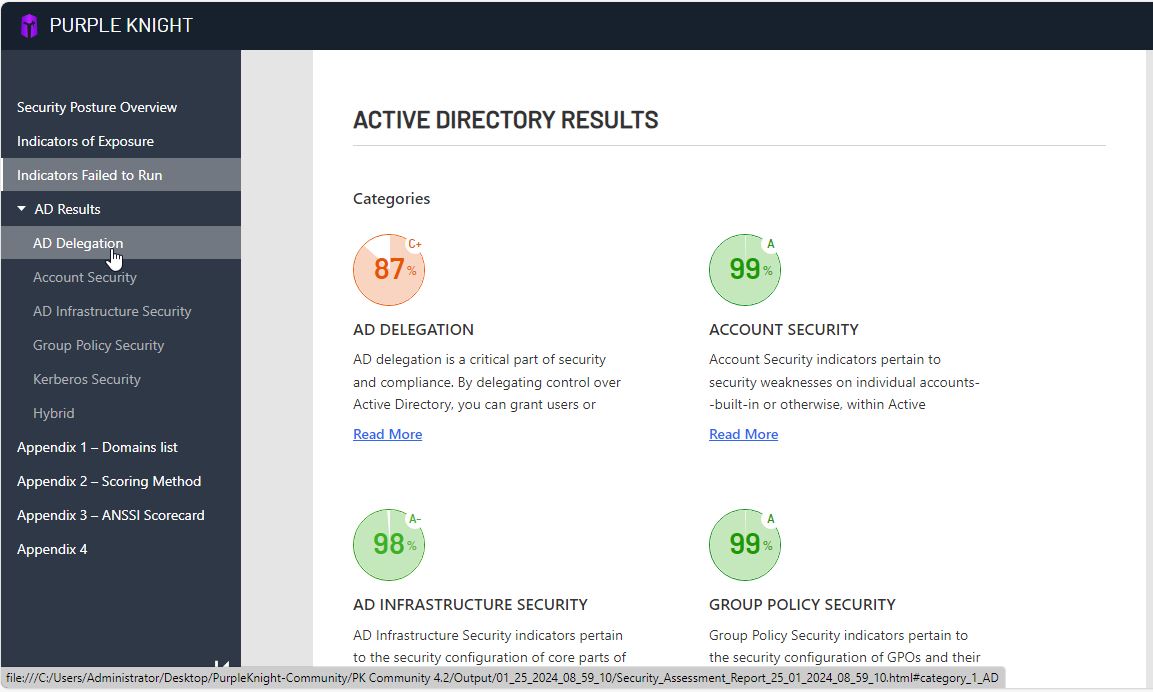 PURPLE KNIGHT
Security Posture Overview
Indicators of Exposure
Indicators Failed to Run
AD Results
AD Delegation
Account Security
AD Infrastructure Security
Group Policy Security
Kerberos Security
Hybrid
Appendix 1 – Domains list
Appendix 2 – Scoring Method
Appendix 3 – ANSSI Scorecard
Appendix 4
ACTIVE DIRECTORY RESULTS
Categories
C+
87%
AD DELEGATION
AD delegation is a critical part of security
and compliance. By delegating control over
Active Directory, you can grant users or
Read More
A
99%
ACCOUNT SECURITY
Account Security indicators pertain to
security weaknesses on individual accounts-
-built-in or otherwise, within Active
Read More
A-
98%
AD INFRASTRUCTURE SECURITY
AD Infrastructure Security indicators pertain
to the security configuration of core parts of
A
99%
GROUP POLICY SECURITY
Group Policy Security indicators pertain to
the security configuration of GPOs and their
file:///C:/Users/Administrator/Desktop/PurpleKnight-Community/PK Community 4.2/Output/01_25_2024_08_59_10/Security_Assessment_Report_25_01_2024_08_59_10.html#category_1_AD